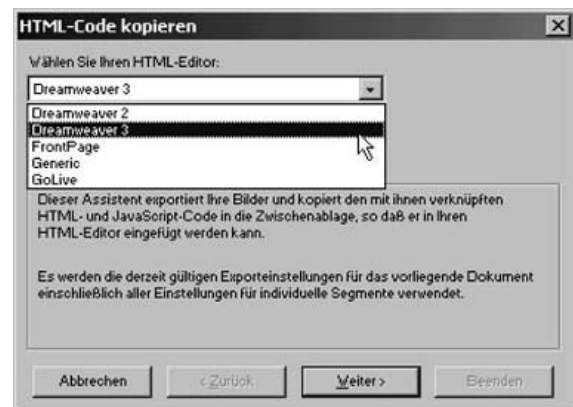 HTML-Code kopieren
Wählen Sie Ihren HTML-Editor:
Dreamweaver 3
Dreamweaver 2
Dreamweaver 3
FrontPage
Generic
GoLive
Dieser Assistent exportiert Ihre Bilder und kopiert den mit ihnen verknüpften
HTML- und JavaScript-Code in die Zwischenablage, so daß er in Ihren
HTML-Editor eingefügt werden kann.
Es werden die derzeit gültigen Exporteinstellungen für das vorliegende Dokument
einschließlich aller Einstellungen für individuelle Segmente verwendet.
Abbrechen
< Zurück
Weiter >
Beenden